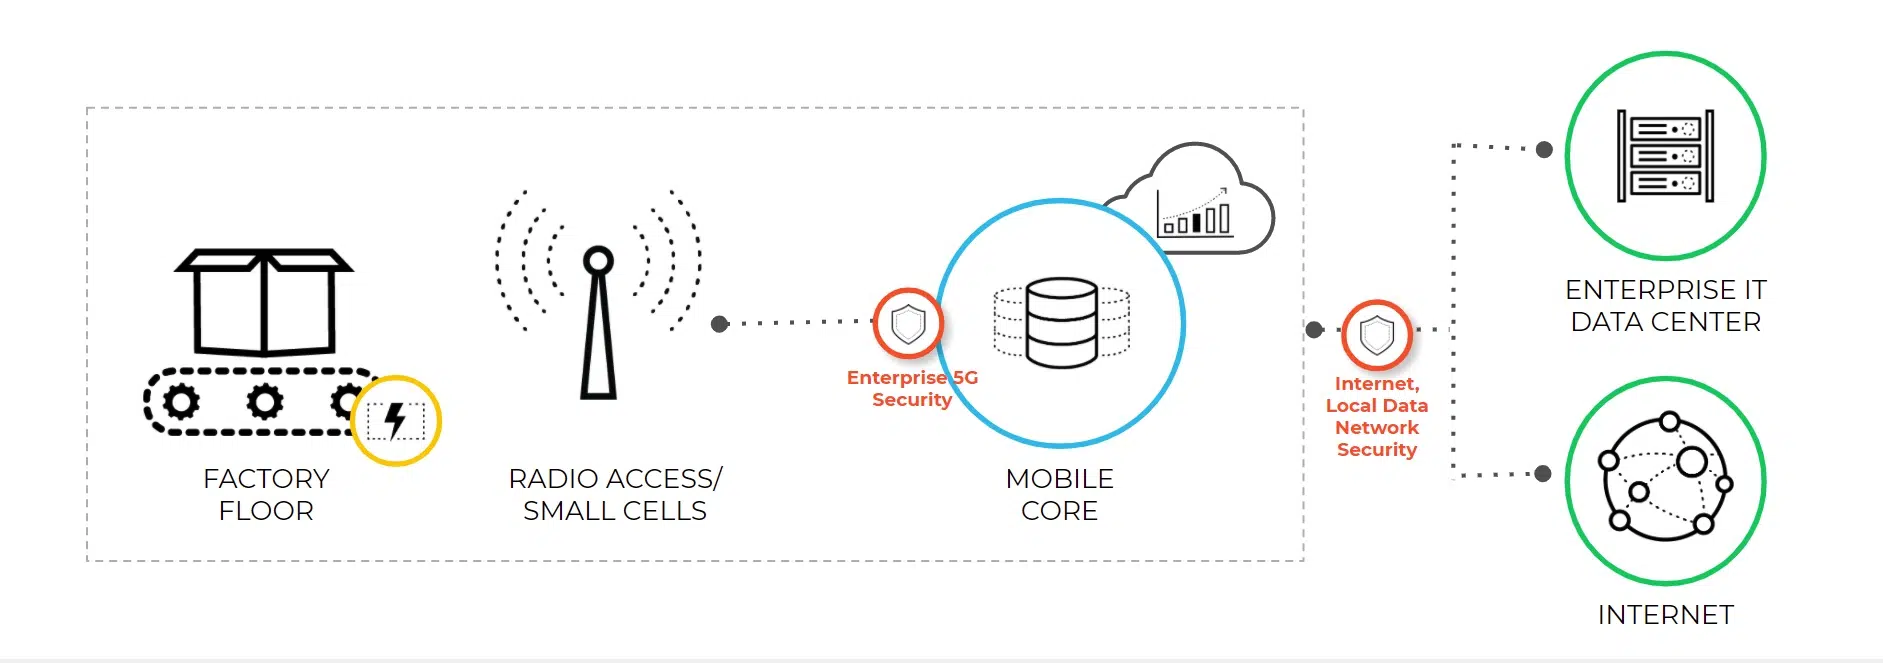 FACTORY
FLOOR
RADIO ACCESS/
SMALL CELLS
Enterprise 5G
Security
MOBILE
CORE
Internet,
Local Data
Network
Security
ENTERPRISE IT
DATA CENTER
INTERNET